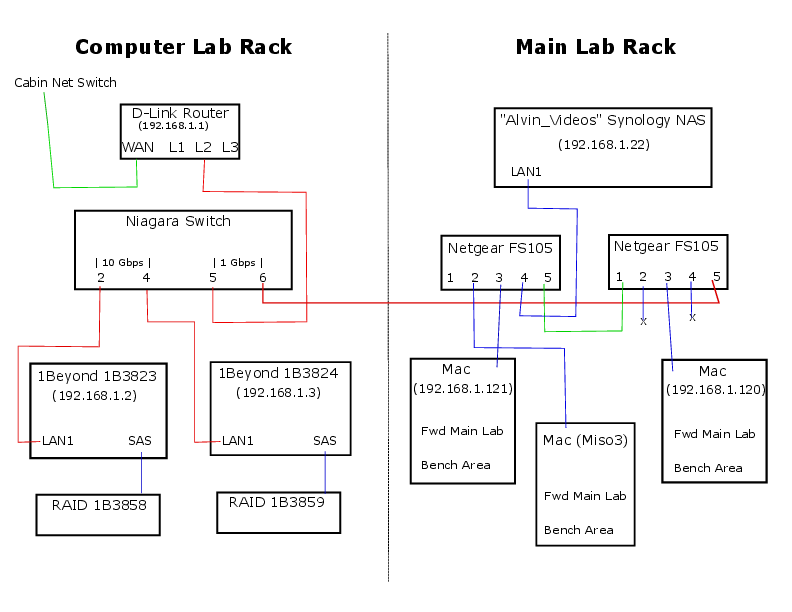 Computer Lab Rack
Cabin Net Switch
D-Link Router
(192.168.1.1)
WAN L1 L2 L3
Niagara Switch
| 10 Gbps | | 1 Gbps |
2 4 5 6
1Beyond 1B3823
(192.168.1.2)
LAN1 SAS
1Beyond 1B3824
(192.168.1.3)
LAN1 SAS
RAID 1B3858
RAID 1B3859
Main Lab Rack
"Alvin_Videos" Synology NAS
(192.168.1.22)
LAN1
Netgear FS105
1 2 3 4 5
Netgear FS105
1 2 3 4 5
x x
Mac
(192.168.1.121)
Fwd Main Lab
Bench Area
Mac (Miso3)
Fwd Main Lab
Bench Area
Mac
(192.168.1.120)
Fwd Main Lab
Bench Area